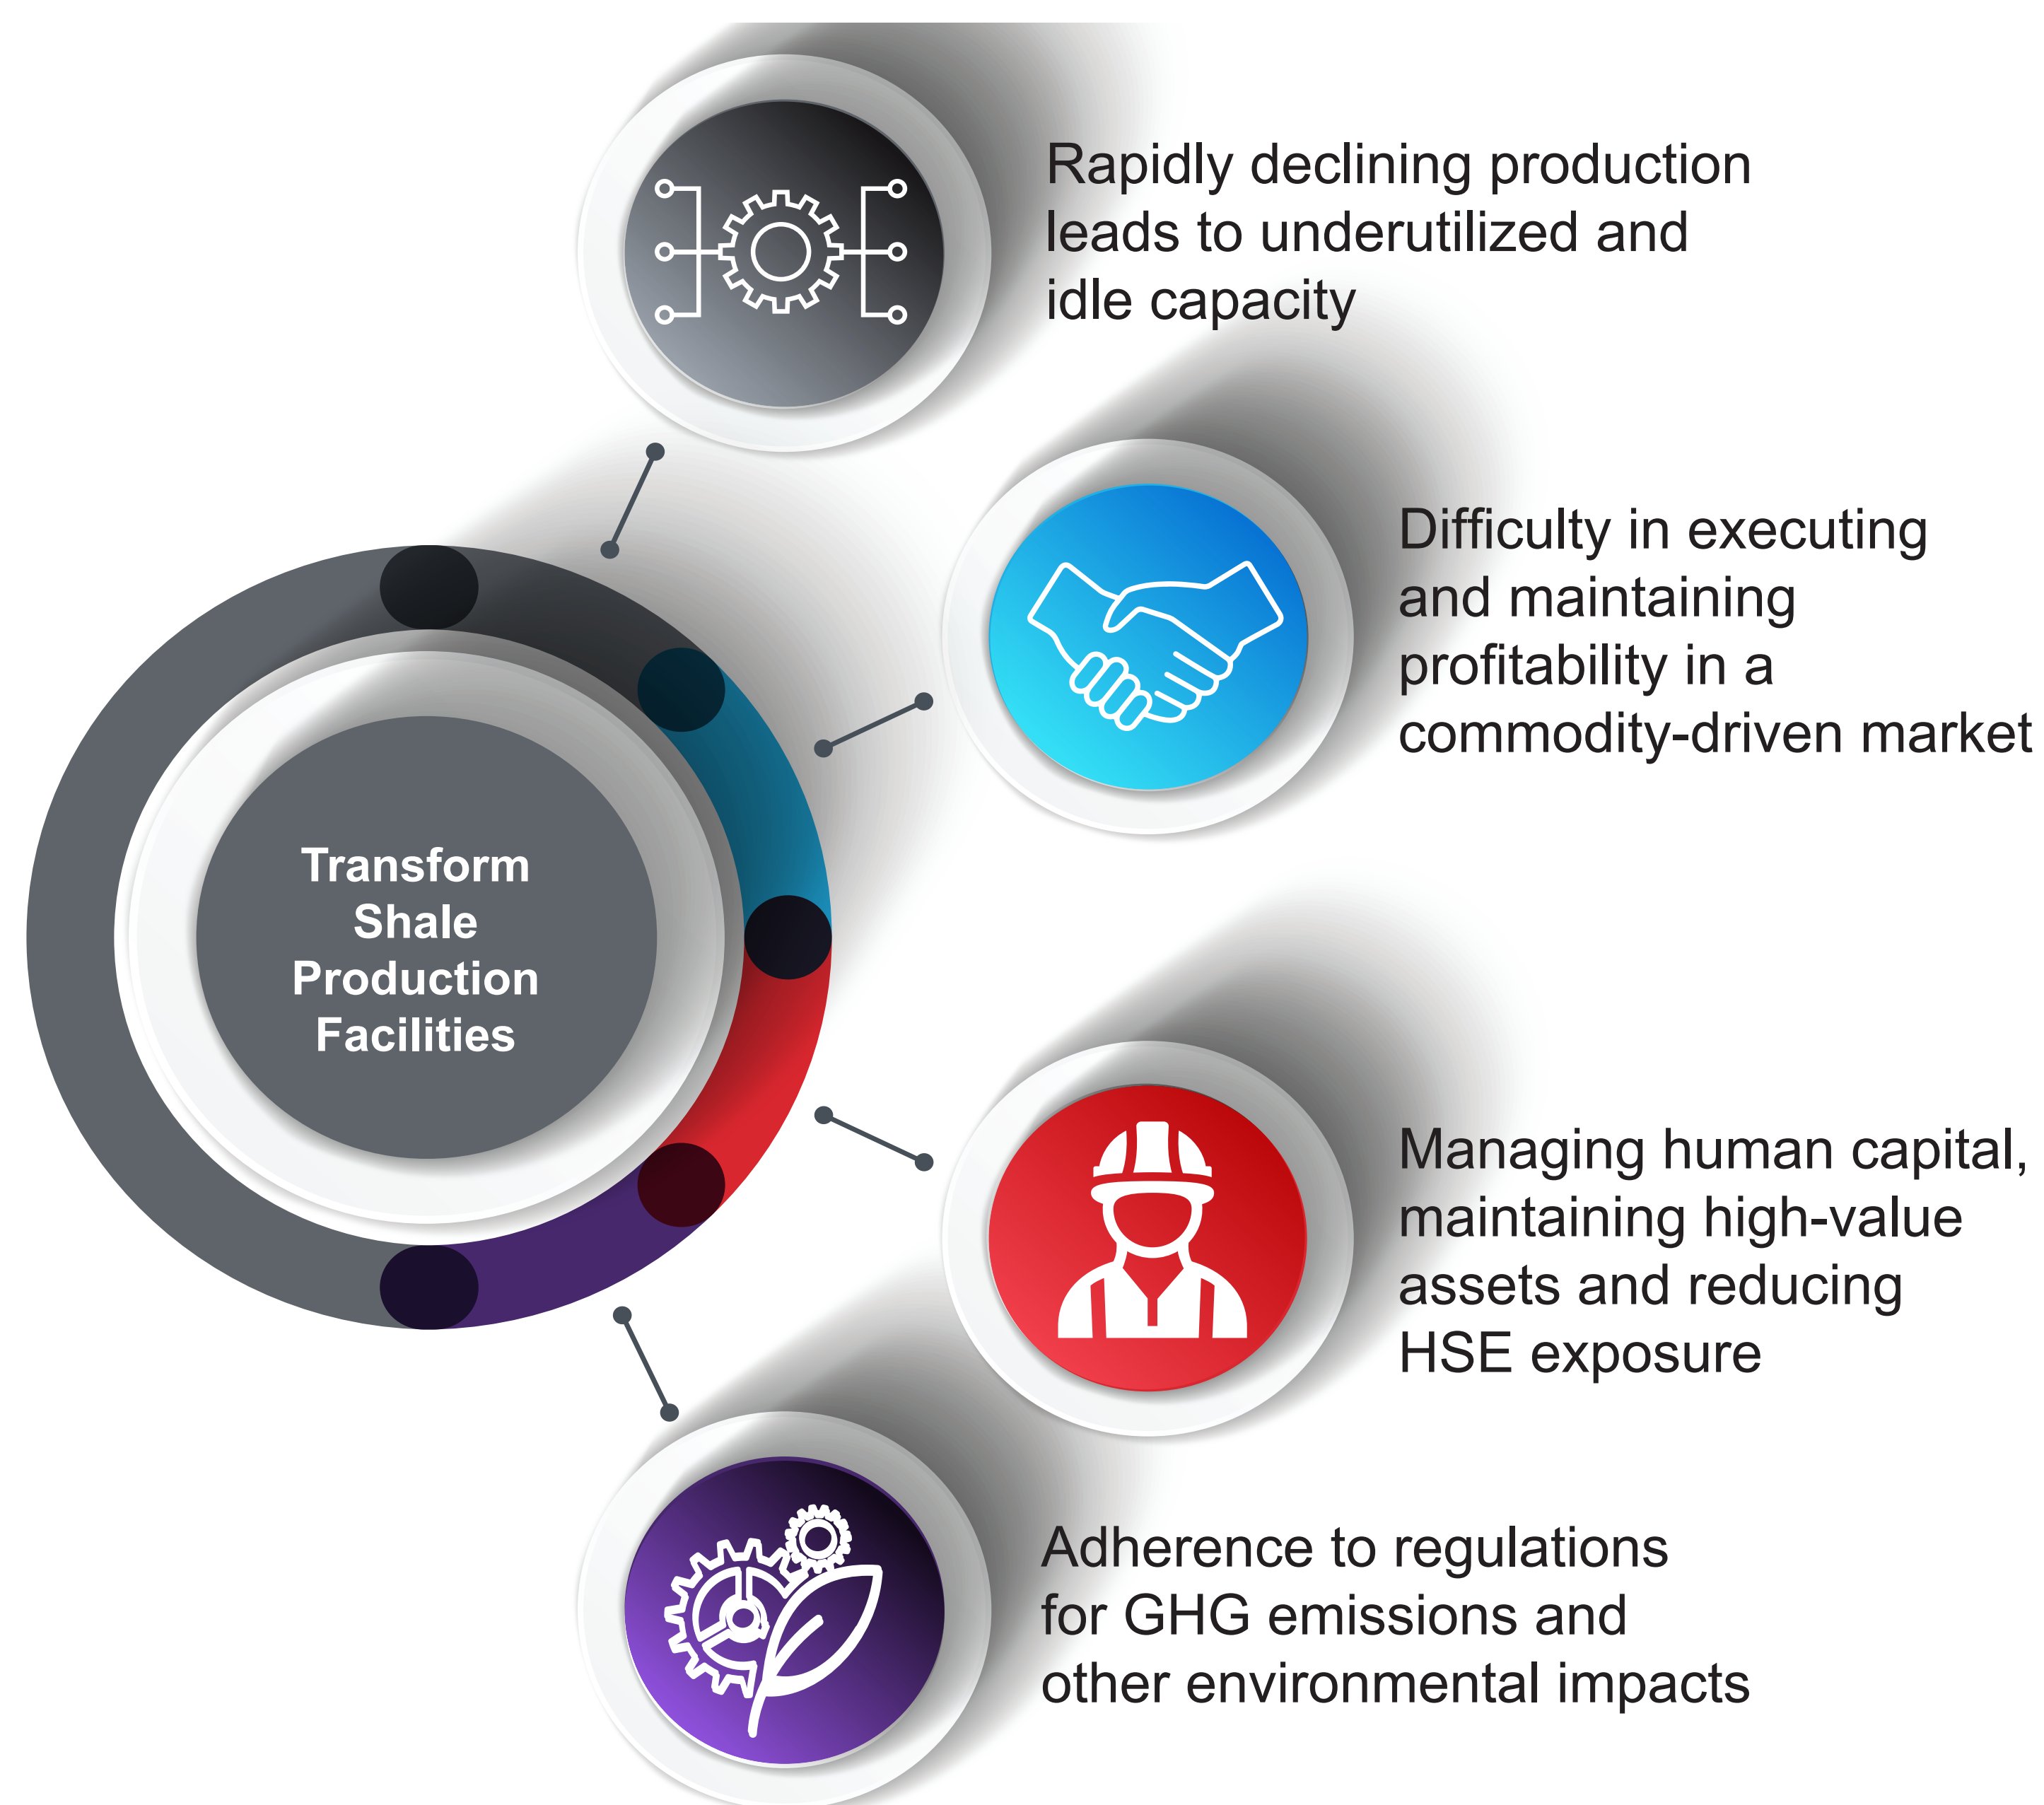 Rapidly declining production
leads to underutilized and
idle capacity
Difficulty in executing
and maintaining
profitability in a
commodity-driven market
Transform
Shale
Production
Facilities
Managing human capital,
maintaining high-value
assets and reducing
HSE exposure
Adherence to regulations
for GHG emissions and
other environmental impacts